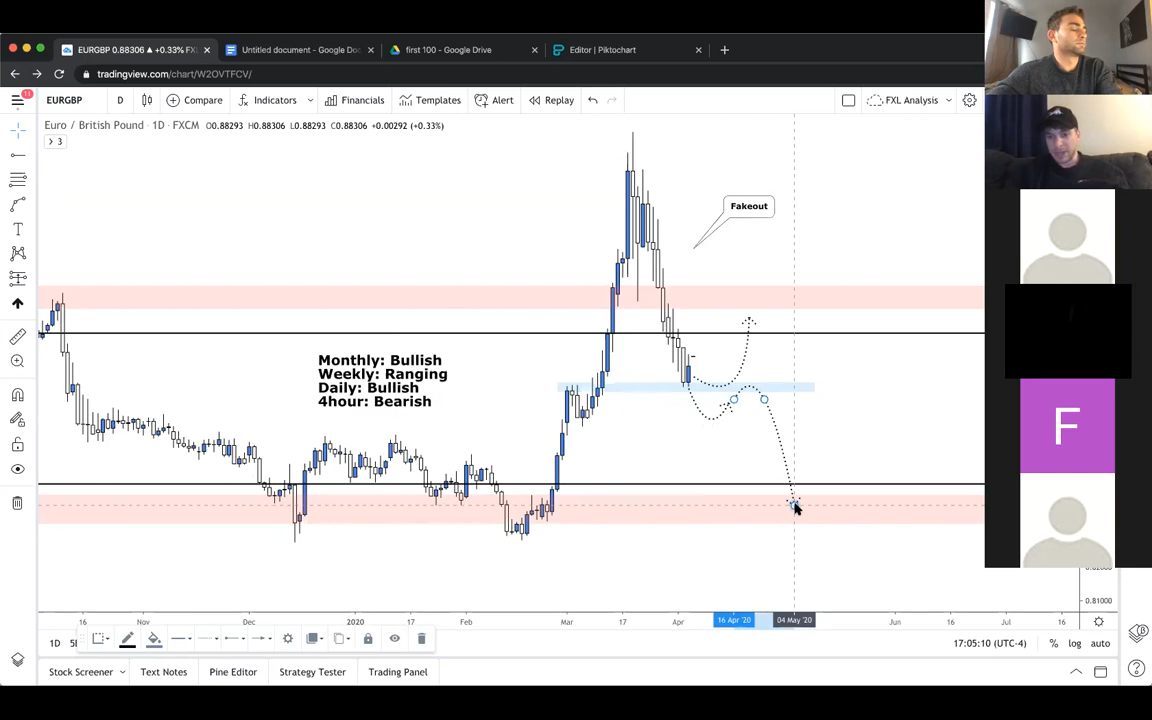 EURGBP 0.88306 ▲ +0.33% FXL
Untitled document - Google Doc
first 100 - Google Drive
Editor | Piktochart
tradingview.com/chart/W2OVTFCV/
11
EURGBP D Compare Indicators Financials Templates Alert Replay FXL Analysis
Euro / British Pound · 1D · FXCM O0.88293 H0.88306 L0.88293 C0.88306 +0.00292 (+0.33%)
3
Fakeout
Monthly: Bullish
Weekly: Ranging
Daily: Bullish
4hour: Bearish
F
0.81000
16 Nov Dec 2020 17 Feb Mar 17 Apr 16 Apr '20 04 May '20 Jun Jul 16
1D 17:05:10 (UTC-4) % log auto
Stock Screener Text Notes Pine Editor Strategy Tester Trading Panel